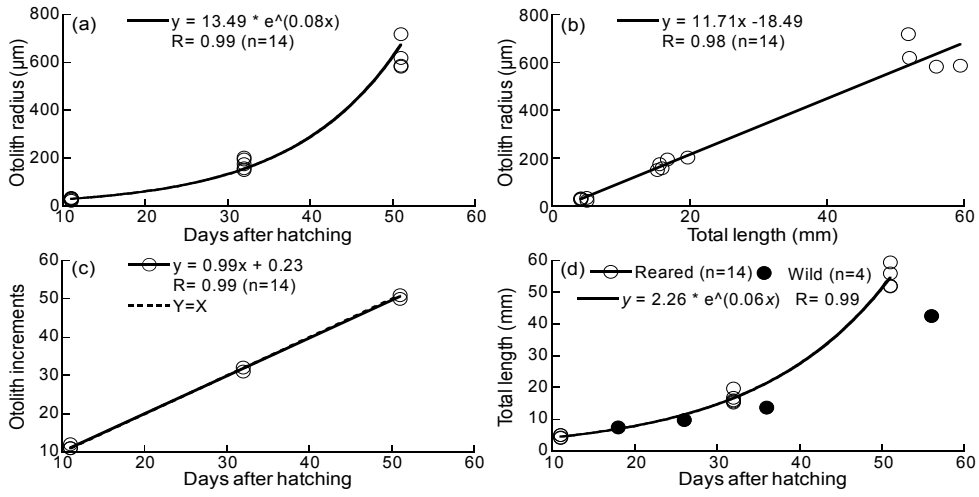 (a)
y = 13.49 * e^(0.08x)
R= 0.99 (n=14)
Otolith radius (µm)
800
600
400
200
0
10 20 30 40 50 60
Days after hatching
(b)
y = 11.71x -18.49
R= 0.98 (n=14)
Otolith radius (µm)
800
600
400
200
0
0 20 40 60
Total length (mm)
(c)
y = 0.99x + 0.23
R= 0.99 (n=14)
Y=X
Otolith increments
60
50
40
30
20
10
10 20 30 40 50 60
Days after hatching
(d) Reared (n=14) Wild (n=4)
y = 2.26 * e^(0.06x) R= 0.99
Total length (mm)
60
50
40
30
20
10
0
10 20 30 40 50 60
Days after hatching